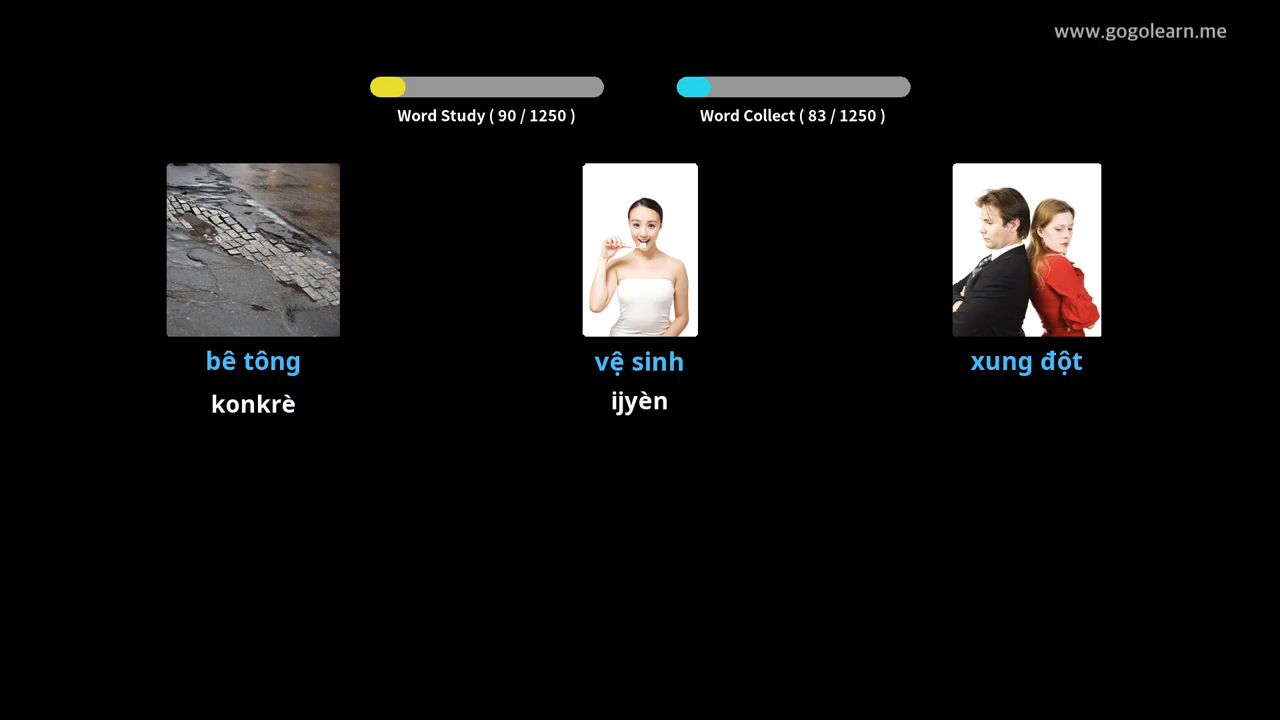 www.gogolearn.me
Word Study ( 90 / 1250 )
Word Collect ( 83 / 1250 )
bê tông
vệ sinh
xung đột
konkrè
ijyèn